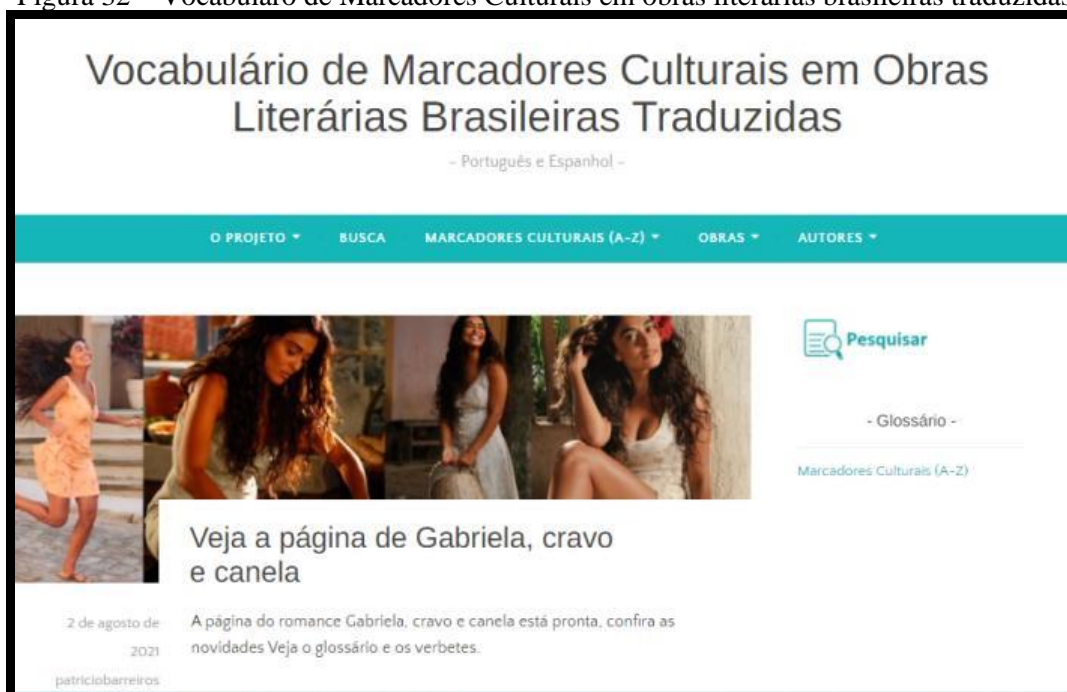 Figura 32 – Vocabulário de Marcadores Culturais em obras literárias brasileiras traduzidas
Vocabulário de Marcadores Culturais em Obras
Literárias Brasileiras Traduzidas
– Português e Espanhol –
O PROJETO BUSCA MARCADORES CULTURAIS (A-Z) OBRAS AUTORES
Pesquisar
- Glossário -
Marcadores Culturais (A-Z)
Veja a página de Gabriela, cravo
e canela
2 de agosto de
2021
patriciobarreiros
A página do romance Gabriela, cravo e canela está pronta, confira as
novidades Veja o glossário e os verbetes.